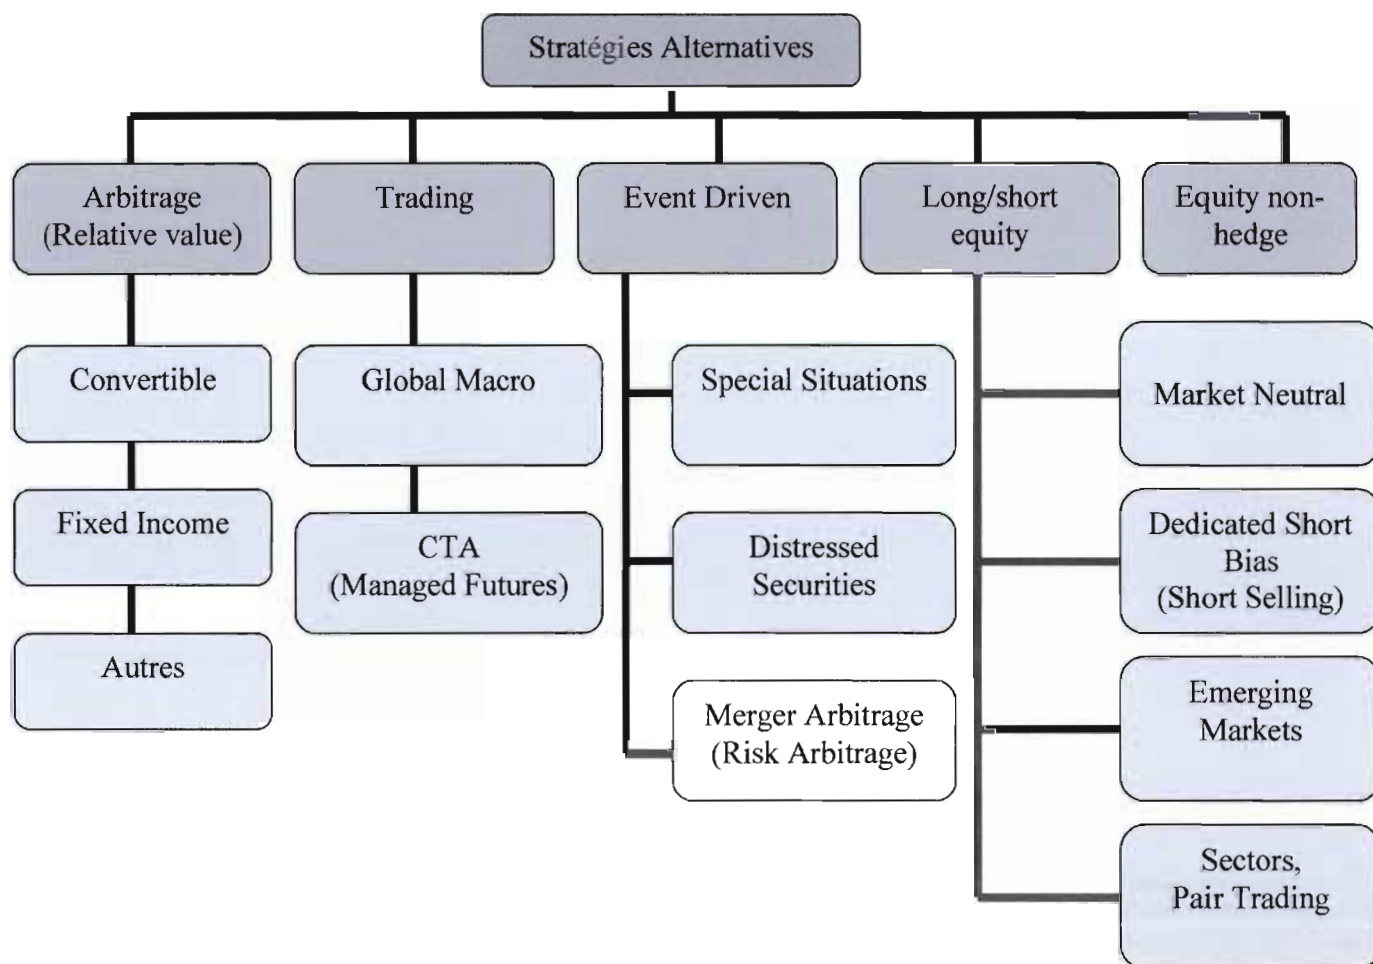 Stratégies Alternatives
Arbitrage
(Relative value)
Trading
Event Driven
Long/short
equity
Equity non-
hedge
Convertible
Global Macro
Special Situations
Market Neutral
Fixed Income
CTA
(Managed Futures)
Distressed
Securities
Dedicated Short
Bias
(Short Selling)
Autres
Merger Arbitrage
(Risk Arbitrage)
Emerging
Markets
Sectors,
Pair Trading